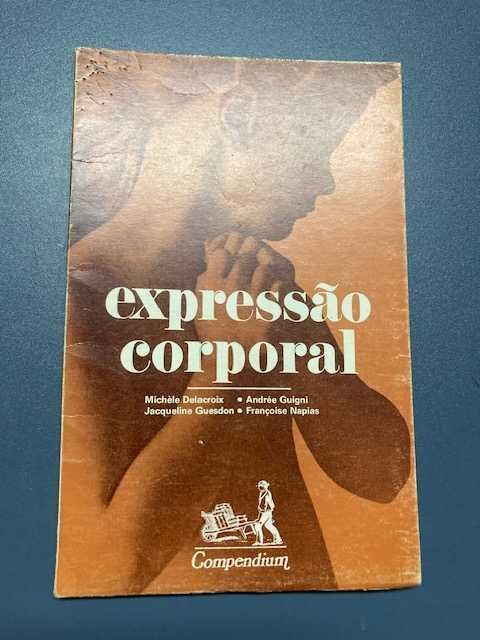 expressão
corporal
Michèle Delacroix • Andrée Guigni
Jacqueline Guesdon • Françoise Napias
Compendium